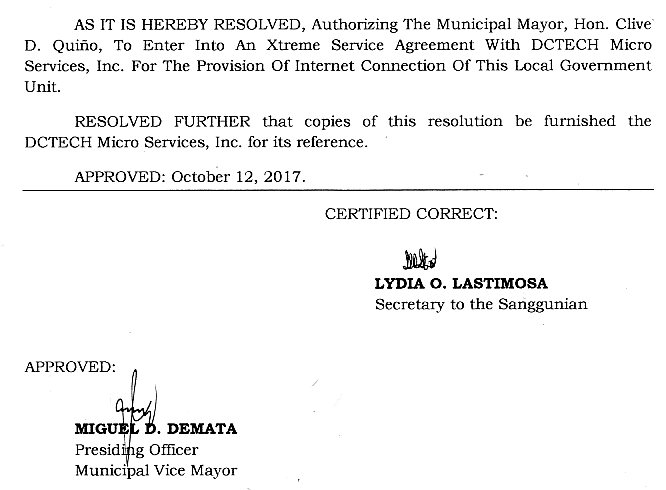 AS IT IS HEREBY RESOLVED, Authorizing The Municipal Mayor, Hon. Clive
D. Quiño, To Enter Into An Xtreme Service Agreement With DCTECH Micro
Services, Inc. For The Provision Of Internet Connection Of This Local Government
Unit.
RESOLVED FURTHER that copies of this resolution be furnished the
DCTECH Micro Services, Inc. for its reference.
APPROVED: October 12, 2017.
CERTIFIED CORRECT:
LYDIA O. LASTIMOSA
Secretary to the Sanggunian
APPROVED:
MIGUEL D. DEMATA
Presiding Officer
Municipal Vice Mayor